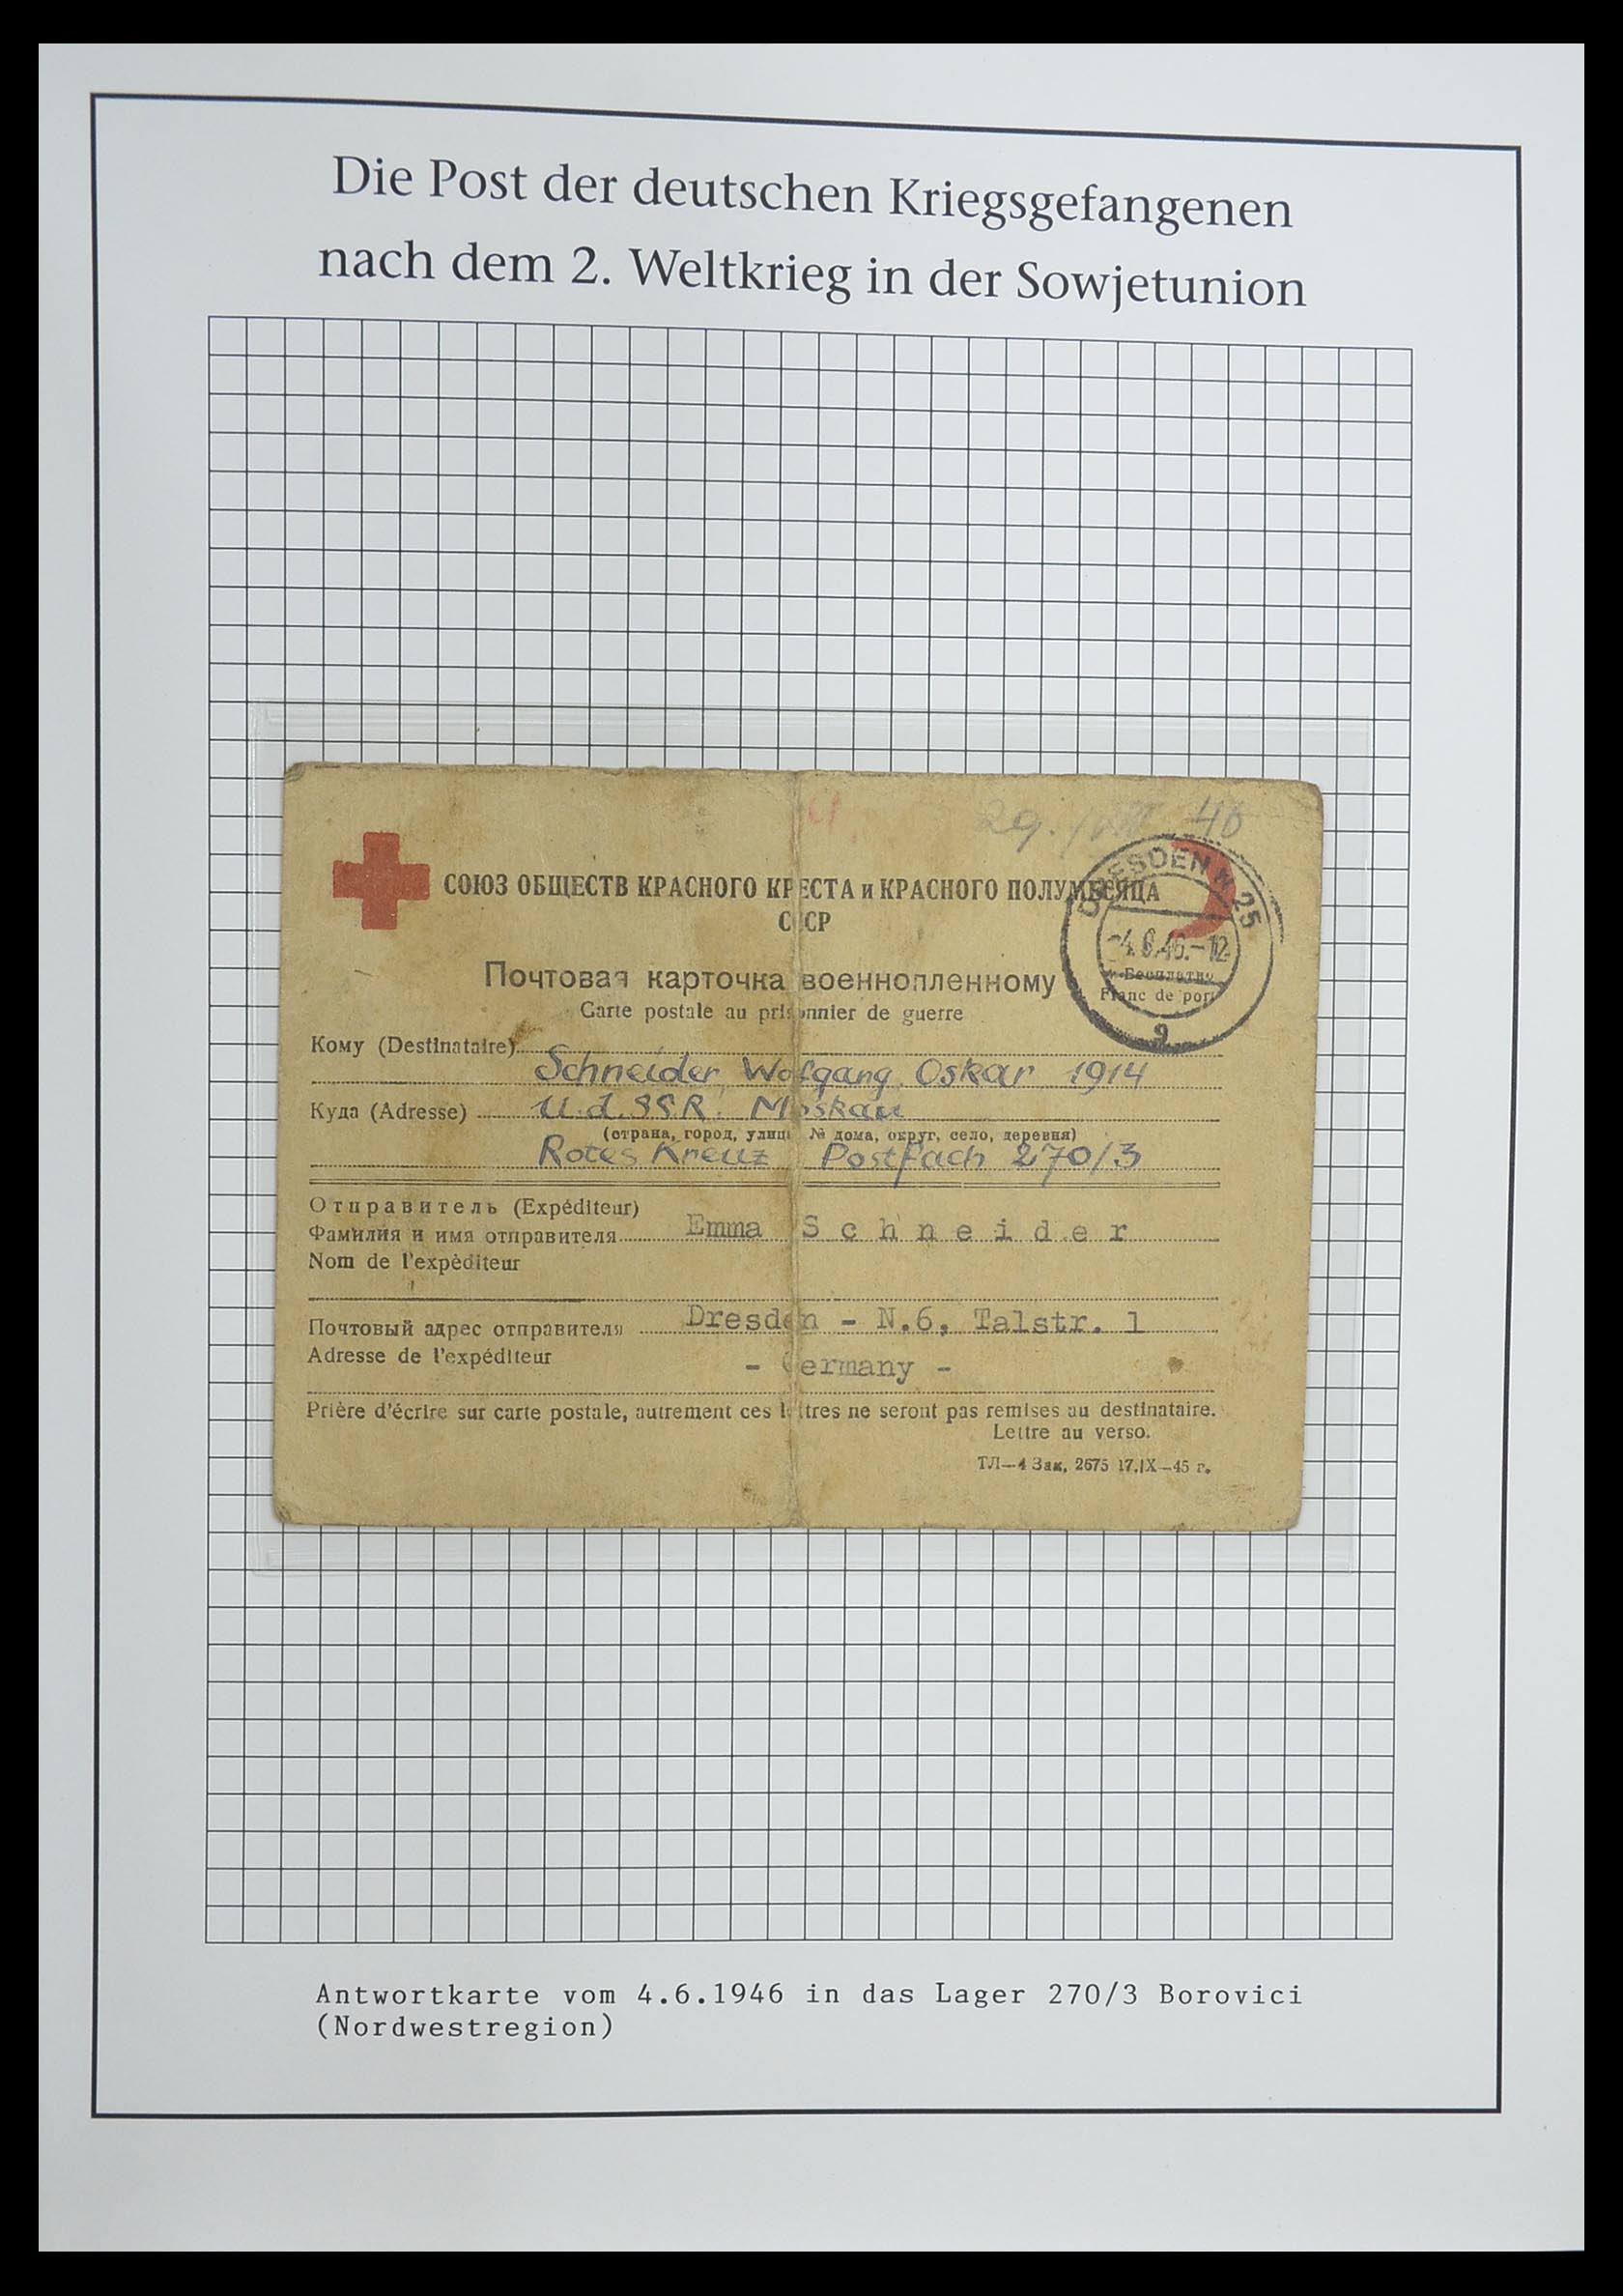 Die Post der deutschen Kriegsgefangenen
nach dem 2. Weltkrieg in der Sowjetunion
29. 46
СОЮЗ ОБЩЕСТВ КРАСНОГО КРЕСТА и КРАСНОГО ПОЛУМЕСЯЦА
СССР
DRESDEN N 25
-4.6.46.-12
Бесплатно
Franc de port
9
Почтовая карточка военнопленному
Carte postale au prisonnier de guerre
Кому (Destinataire)
Schneider, Wofgang, Oskar 1914
Куда (Adresse) U.d.SSR. Moskau
(страна, город, улица № дома, округ, село, деревня)
Rotes Kreuz Postfach 270/3
Отправитель (Expéditeur)
Фамилия и имя отправителя Emma Schneider
Nom de l'expèditeur
Почтовый адрес отправителя Dresden - N.6, Talstr. 1
Adresse de l'expéditeur - Germany -
Prière d'écrire sur carte postale, autrement ces lettres ne seront pas remises au destinataire.
Lettre au verso.
ТЛ—4 Зак. 2675 17.IX—45 г.
Antwortkarte vom 4.6.1946 in das Lager 270/3 Borovici
(Nordwestregion)